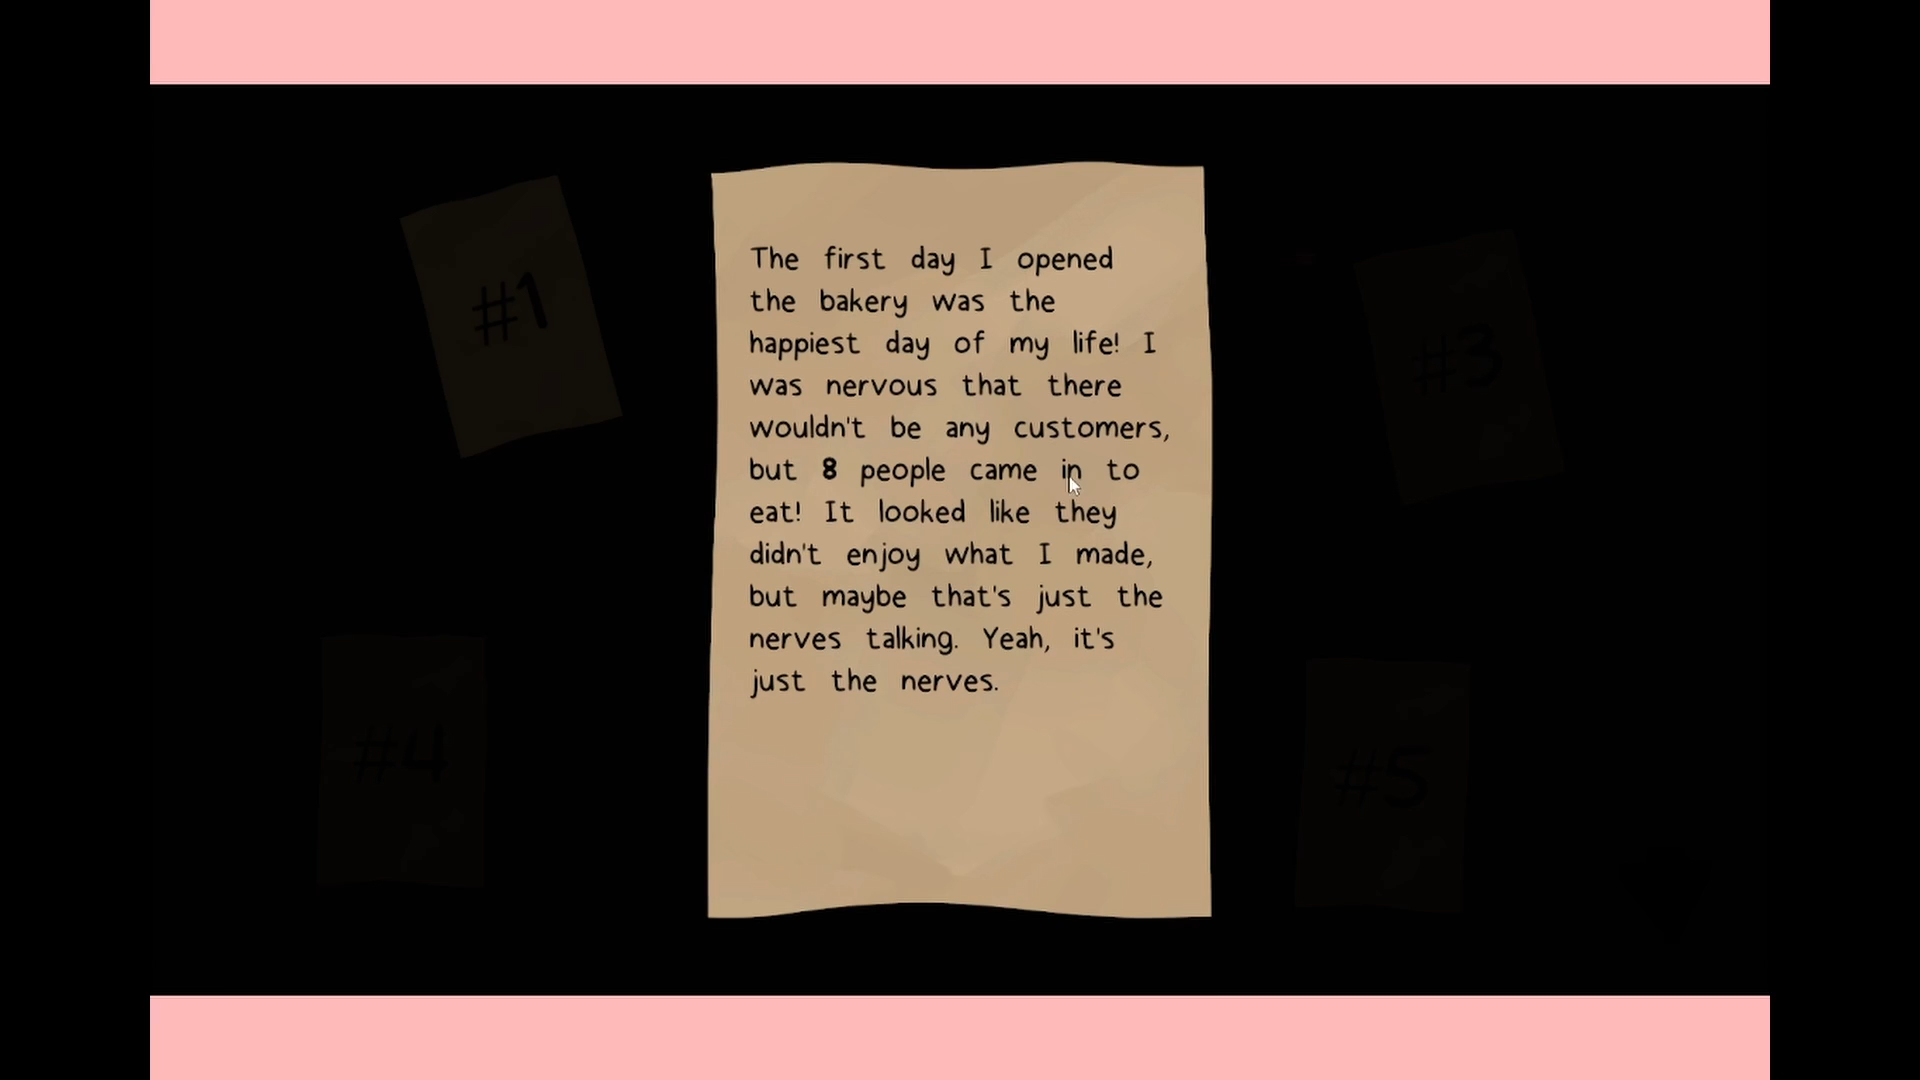 #1
The first day I opened
the bakery was the
happiest day of my life! I
was nervous that there
wouldn't be any customers,
but 8 people came in to
eat! It looked like they
didn't enjoy what I made,
but maybe that's just the
nerves talking. Yeah, it's
just the nerves.
#3
#4
#5